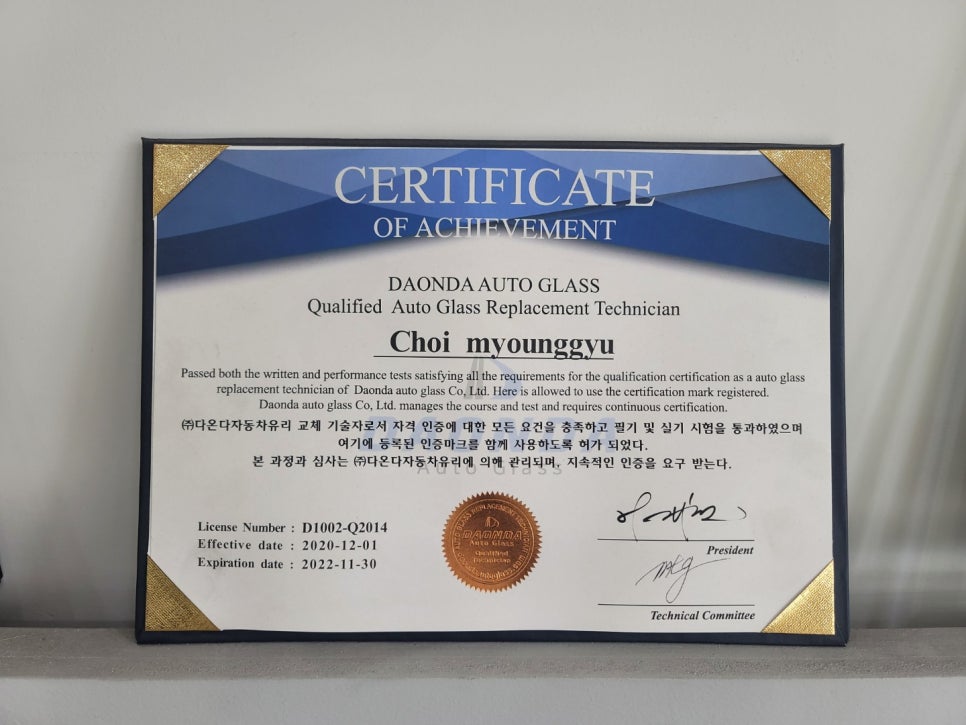 CERTIFICATE
OF ACHIEVEMENT
DAONDA AUTO GLASS
Qualified Auto Glass Replacement Technician
Choi myounggyu
Passed both the written and performance tests satisfying all the requirements for the qualification certification as a auto glass
replacement technician of Daonda auto glass Co, Ltd. Here is allowed to use the certification mark registered.
Daonda auto glass Co, Ltd. manages the course and test and requires continuous certification.
㈜다온다자동차유리 교체 기술자로서 자격 인증에 대한 모든 요건을 충족하고 필기 및 실기 시험을 통과하였으며
여기에 등록된 인증마크를 함께 사용하도록 허가 되었다.
본 과정과 심사는 ㈜다온다자동차유리에 의해 관리되며, 지속적인 인증을 요구 받는다.
DAONDA
Auto Glass
License Number : D1002-Q2014
Effective date : 2020-12-01
Expiration date : 2022-11-30
DAONDA
Auto Glass
Qualified
Technician
President
Technical Committee